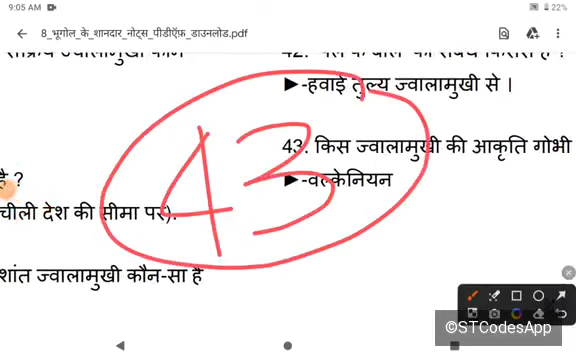 9:05 AM
22%
8_भूगोल_के_शानदार_नोट्स_पीडीऍफ़_डाउनलोड.pdf
►-हवाई तुल्य ज्वालामुखी से ।
43. किस ज्वालामुखी की आकृति गोभी
►-वल्केनियन
है ?
चीली देश की सीमा पर).
शांत ज्वालामुखी कौन-सा है
43
©STCodesApp